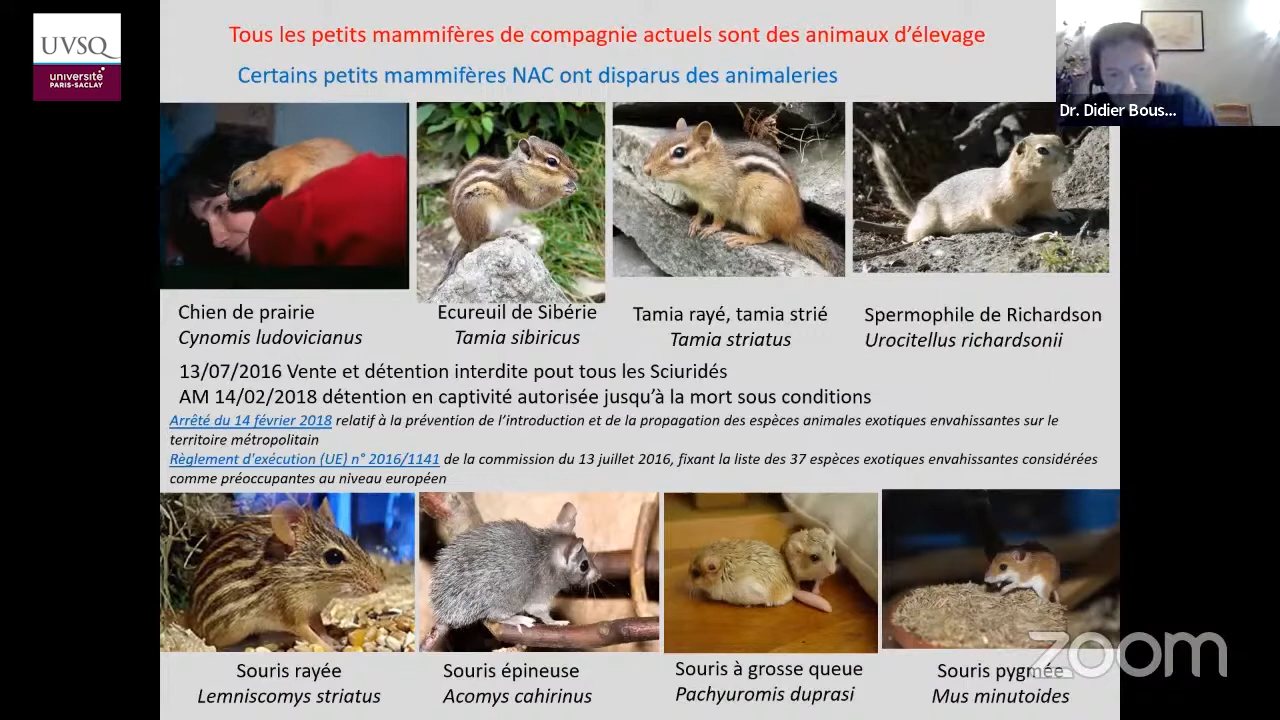 UVSQ
université
PARIS-SACLAY
Tous les petits mammifères de compagnie actuels sont des animaux d'élevage
Certains petits mammifères NAC ont disparus des animaleries
Dr. Didier Bous...
Chien de prairie
Cynomis ludovicianus
Ecureuil de Sibérie
Tamia sibiricus
Tamia rayé, tamia strié
Tamia striatus
Spermophile de Richardson
Urocitellus richardsonii
13/07/2016 Vente et détention interdite pout tous les Sciuridés
AM 14/02/2018 détention en captivité autorisée jusqu'à la mort sous conditions
Arrêté du 14 février 2018 relatif à la prévention de l'introduction et de la propagation des espèces animales exotiques envahissantes sur le
territoire métropolitain
Règlement d'exécution (UE) n° 2016/1141 de la commission du 13 juillet 2016, fixant la liste des 37 espèces exotiques envahissantes considérées
comme préoccupantes au niveau européen
Souris rayée
Lemniscomys striatus
Souris épineuse
Acomys cahirinus
Souris à grosse queue
Pachyuromis duprasi
Souris pygmée
Mus minutoides
zoom